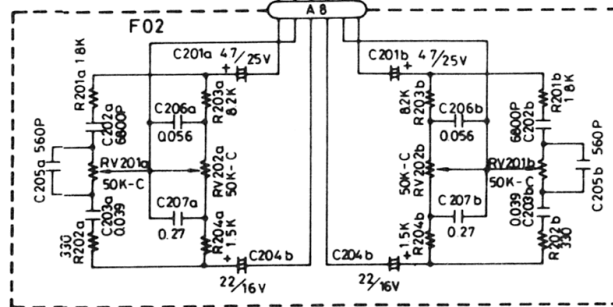 A B
F02
C201a 47/25V
C201b 47/25V
R201a 1.8K
C202a 6800P
R203a 8.2K
C206a
0.056
C205a 560P
RV201a
50K-C
RV202a 50K-C
C203a 0.039
C207a
0.27
R202a 330
R204a 1.5K
C204b
22/16V
R203b 8.2K
C206b
0.056
R201b 1.8K
C202b 6800P
560P C205b
RV202b 50K-C
RV201b
50K-C
C207b
0.27
C203b 0.039
R204b 1.5K
R202b 330
C204b
22/16V